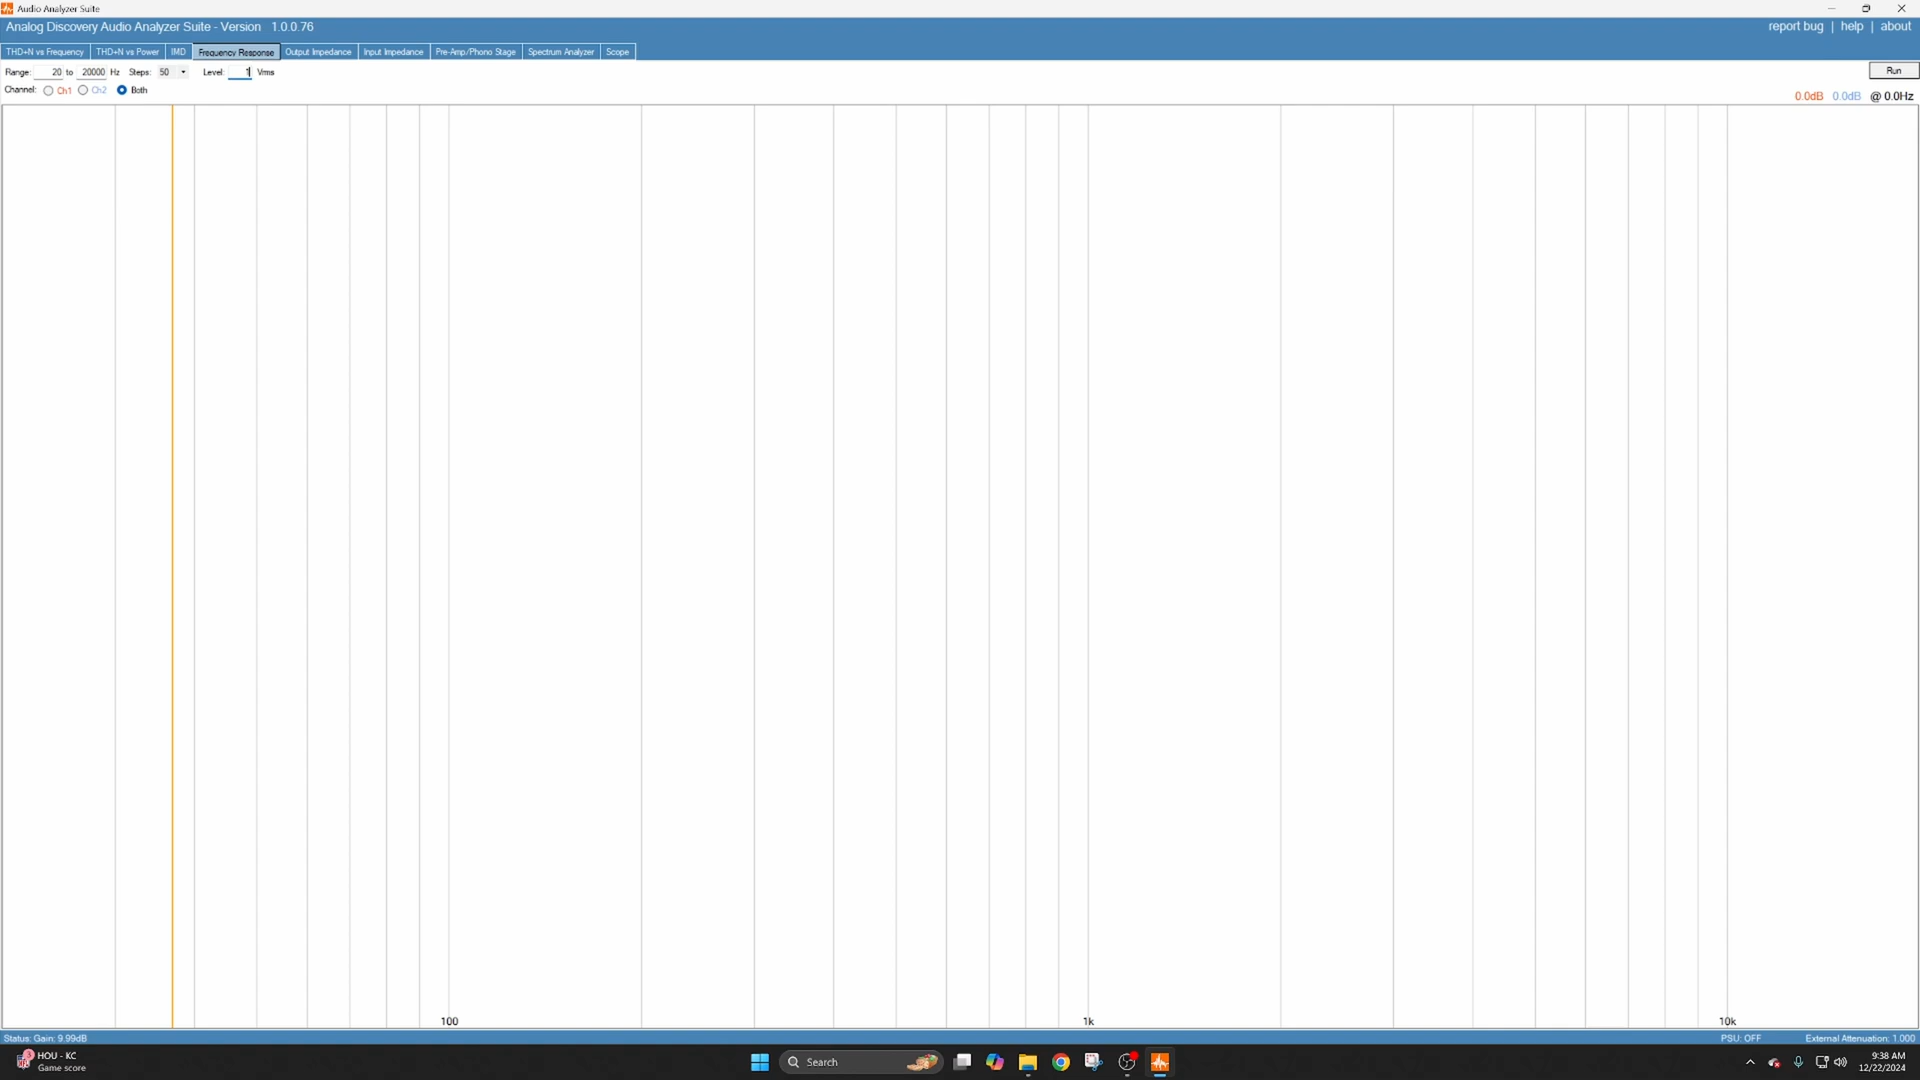 Audio Analyzer Suite
Analog Discovery Audio Analyzer Suite - Version 1.0.0.76
report bug | help | about
THD+N vs Frequency THD+N vs Power IMD Frequency Response Output Impedance Input Impedance Pre-Amp/Phono Stage Spectrum Analyzer Scope
Range: 20 to 20000 Hz Steps: 50 Level: 1 Vrms
Run
Channel: Ch1 Ch2 Both
0.0dB 0.0dB @ 0.0Hz
100 1k 10k
Status: Gain: 9.99dB
PSU: OFF External Attenuation: 1.000
HOU - KC
Game score
Search
9:38 AM
12/22/2024